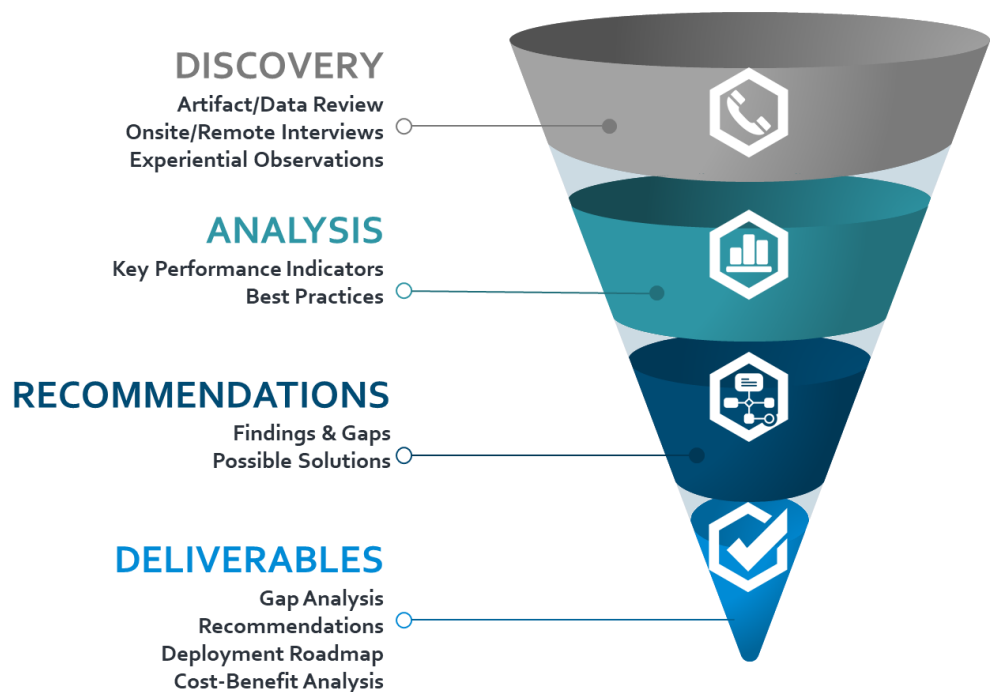 DISCOVERY
Artifact/Data Review
Onsite/Remote Interviews
Experiential Observations
ANALYSIS
Key Performance Indicators
Best Practices
RECOMMENDATIONS
Findings & Gaps
Possible Solutions
DELIVERABLES
Gap Analysis
Recommendations
Deployment Roadmap
Cost-Benefit Analysis